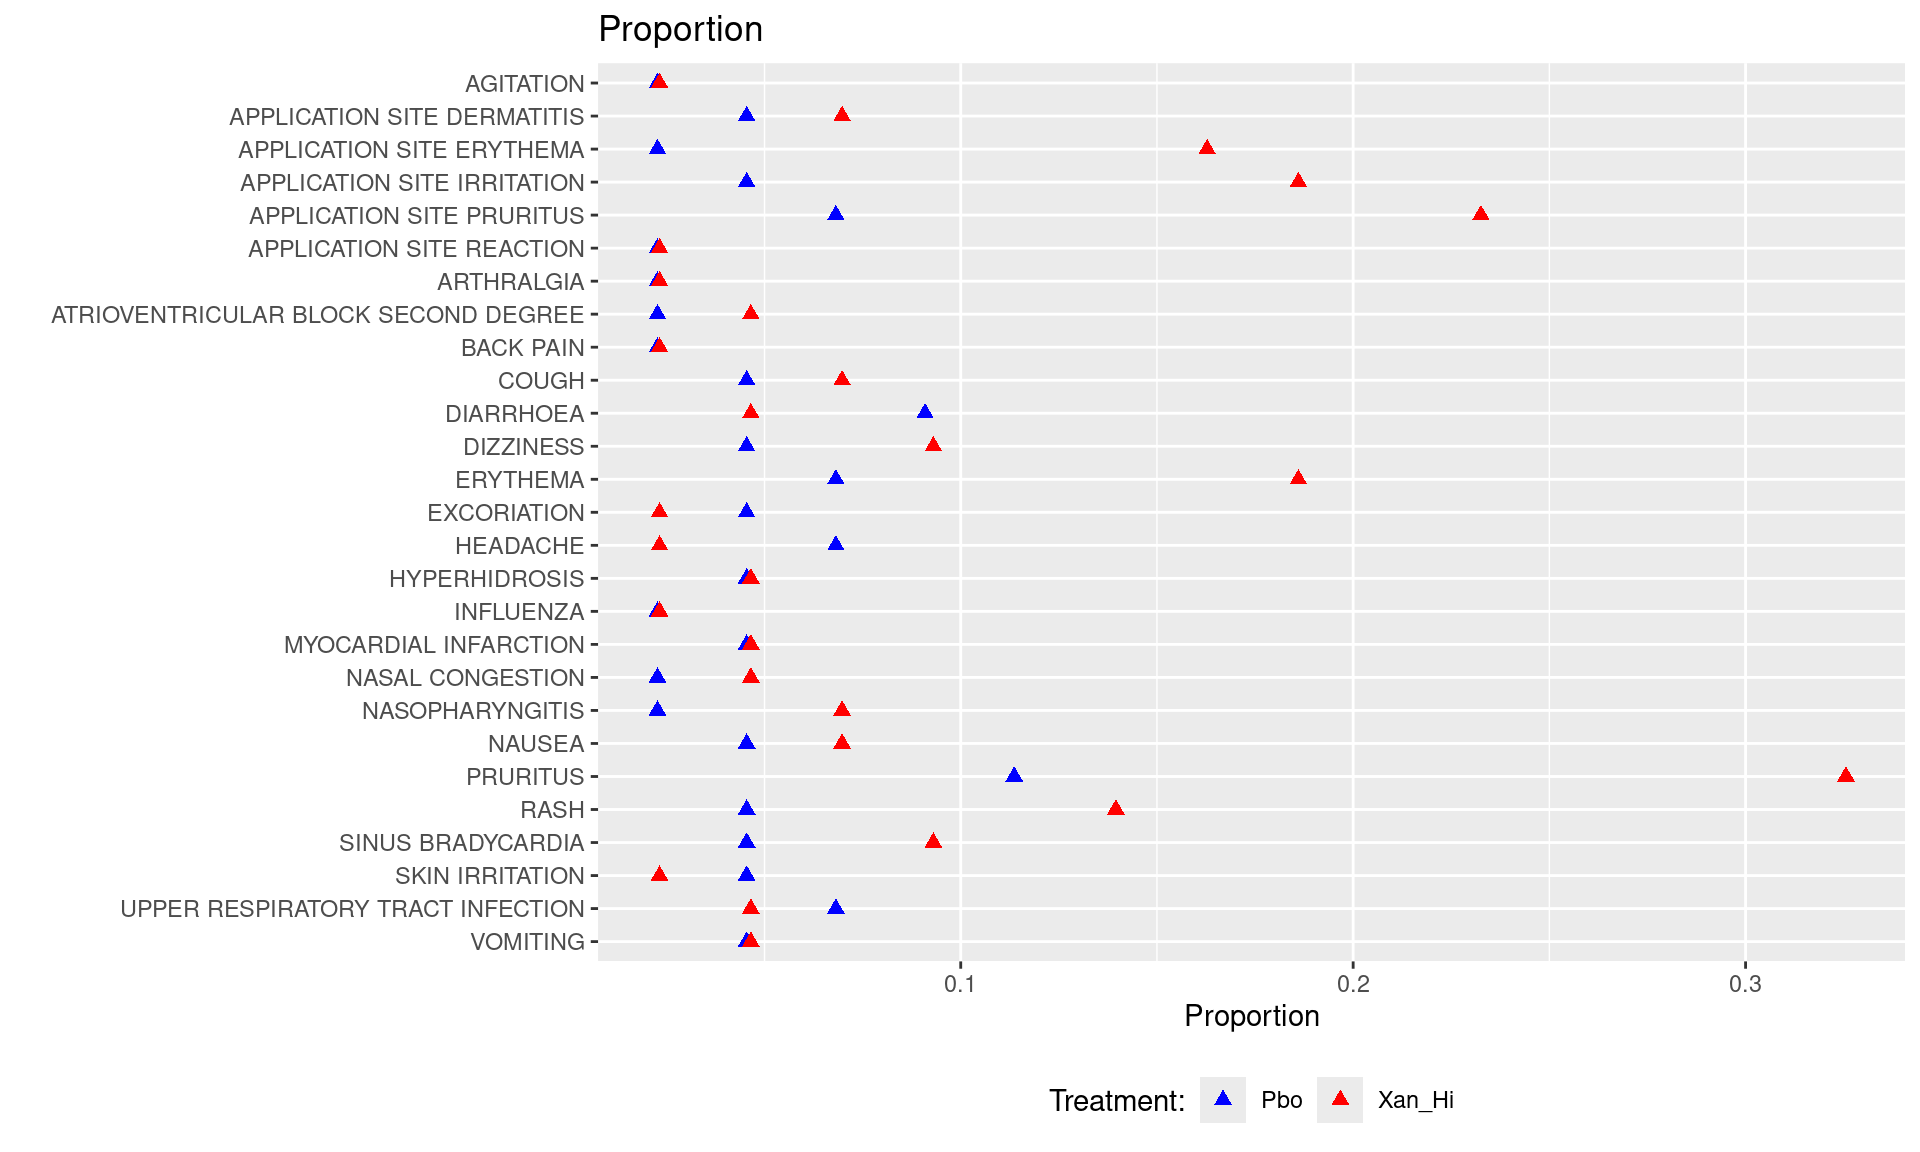 Proportion
AGITATION
APPLICATION SITE DERMATITIS
APPLICATION SITE ERYTHEMA
APPLICATION SITE IRRITATION
APPLICATION SITE PRURITUS
APPLICATION SITE REACTION
ARTHRALGIA
ATRIOVENTRICULAR BLOCK SECOND DEGREE
BACK PAIN
COUGH
DIARRHOEA
DIZZINESS
ERYTHEMA
EXCORIATION
HEADACHE
HYPERHIDROSIS
INFLUENZA
MYOCARDIAL INFARCTION
NASAL CONGESTION
NASOPHARYNGITIS
NAUSEA
PRURITUS
RASH
SINUS BRADYCARDIA
SKIN IRRITATION
UPPER RESPIRATORY TRACT INFECTION
VOMITING
0.1 0.2 0.3
Proportion
Treatment: Pbo Xan_Hi